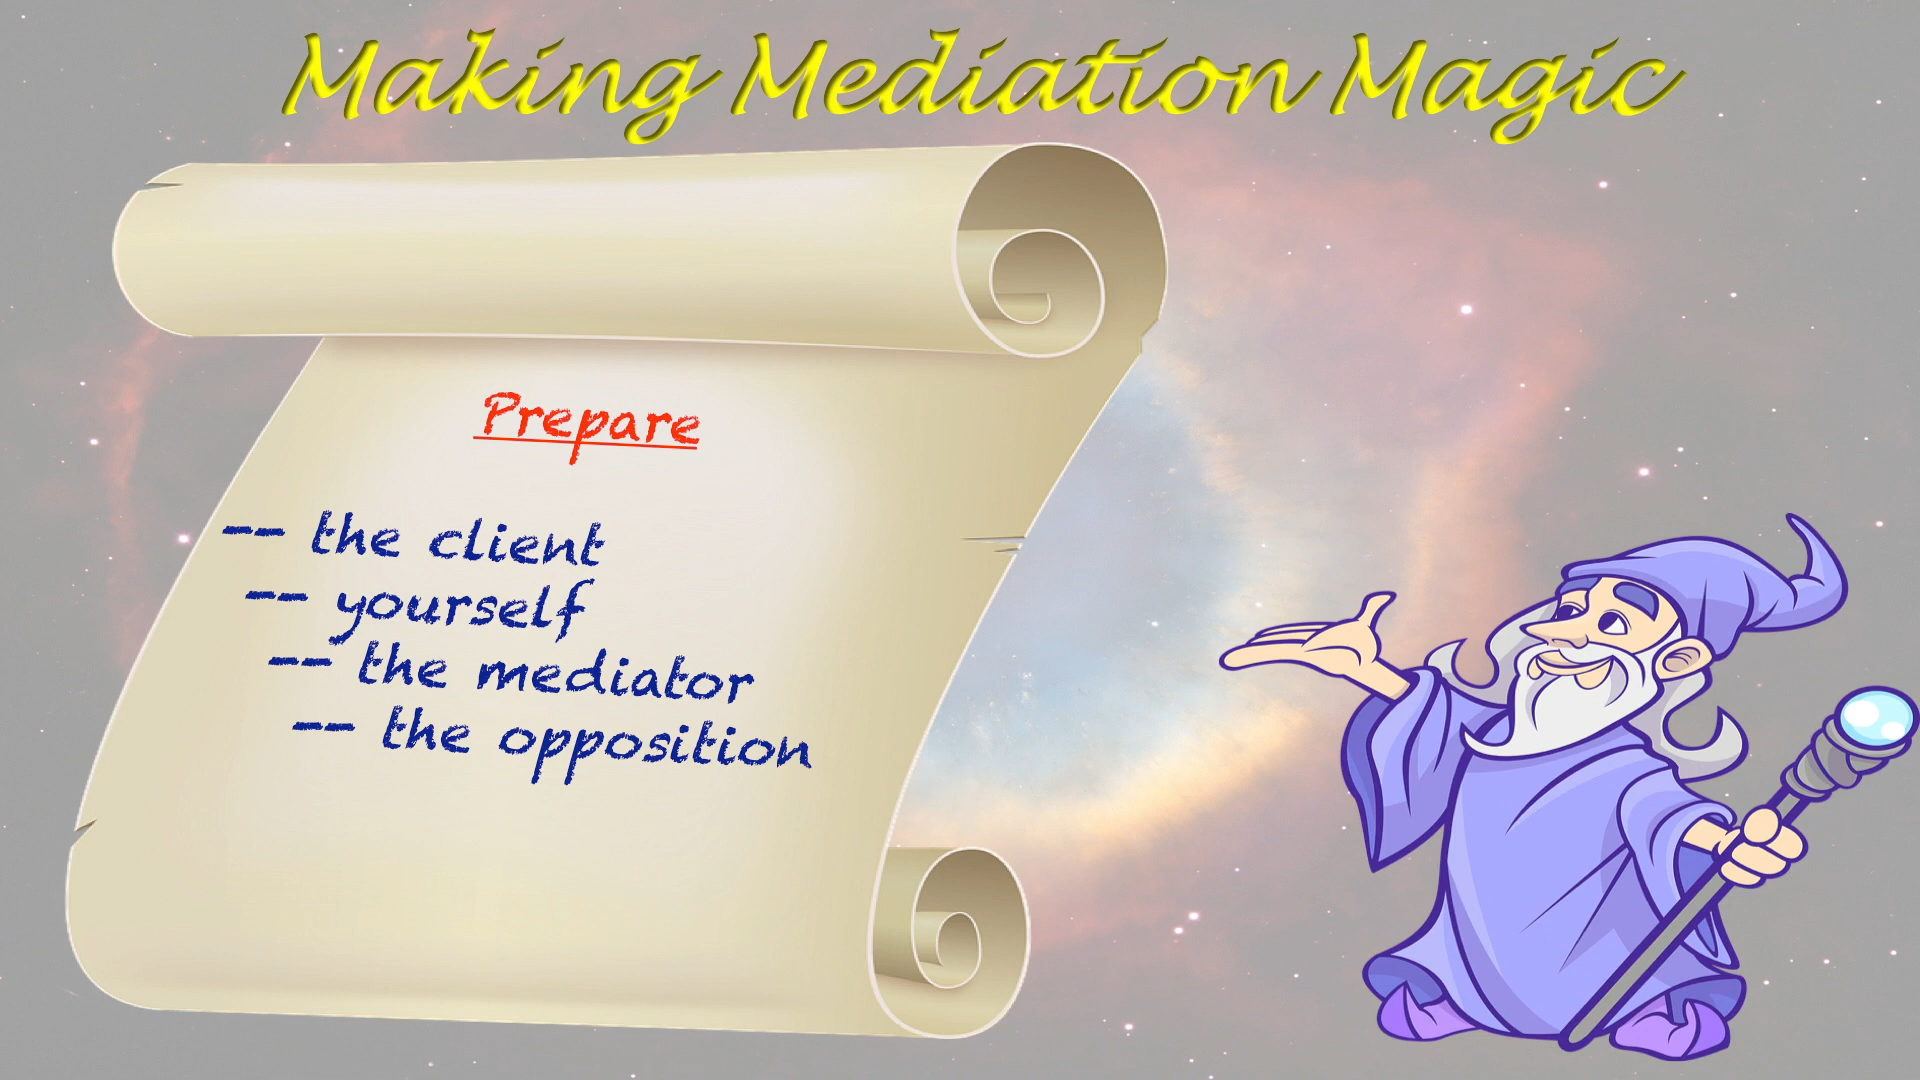 Making Mediation Magic
Prepare
-- the client
-- yourself
-- the mediator
-- the opposition